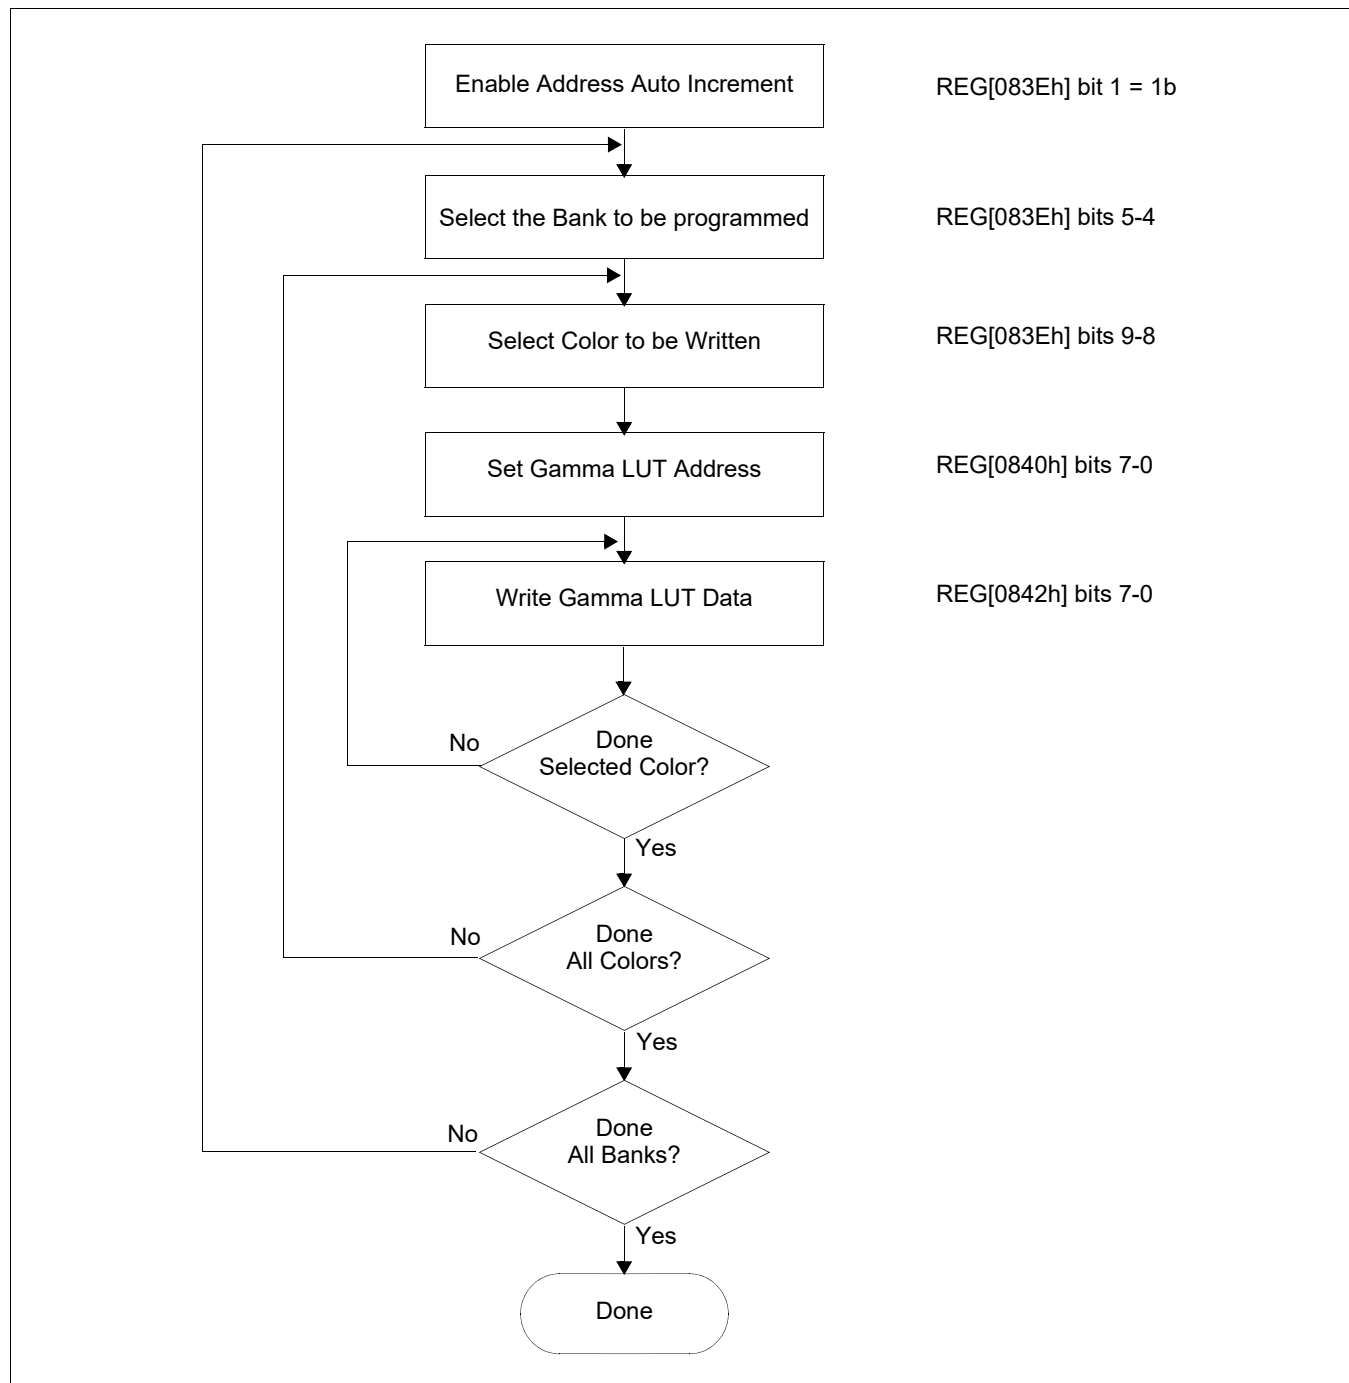 Enable Address Auto Increment
REG[083Eh] bit 1 = 1b
Select the Bank to be programmed
REG[083Eh] bits 5-4
Select Color to be Written
REG[083Eh] bits 9-8
Set Gamma LUT Address
REG[0840h] bits 7-0
Write Gamma LUT Data
REG[0842h] bits 7-0
No
Done
Selected Color?
Yes
No
Done
All Colors?
Yes
No
Done
All Banks?
Yes
Done